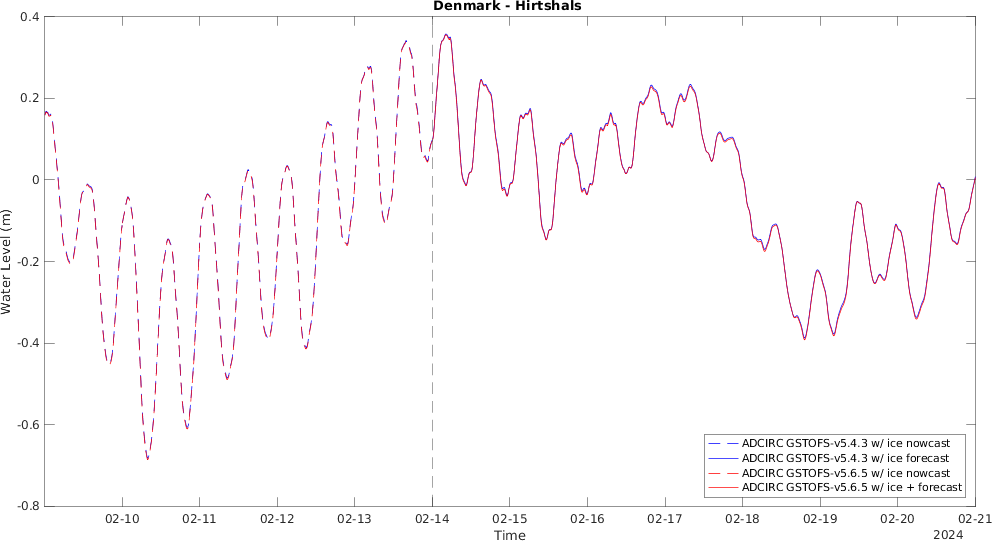 Denmark - Hirtshals
Water Level (m)
0.4
0.2
0
-0.2
-0.4
-0.6
-0.8
ADCIRC GSTOFS-v5.4.3 w/ ice nowcast
ADCIRC GSTOFS-v5.4.3 w/ ice forecast
ADCIRC GSTOFS-v5.6.5 w/ ice nowcast
ADCIRC GSTOFS-v5.6.5 w/ ice + forecast
02-10 02-11 02-12 02-13 02-14 02-15 02-16 02-17 02-18 02-19 02-20 02-21
Time
2024